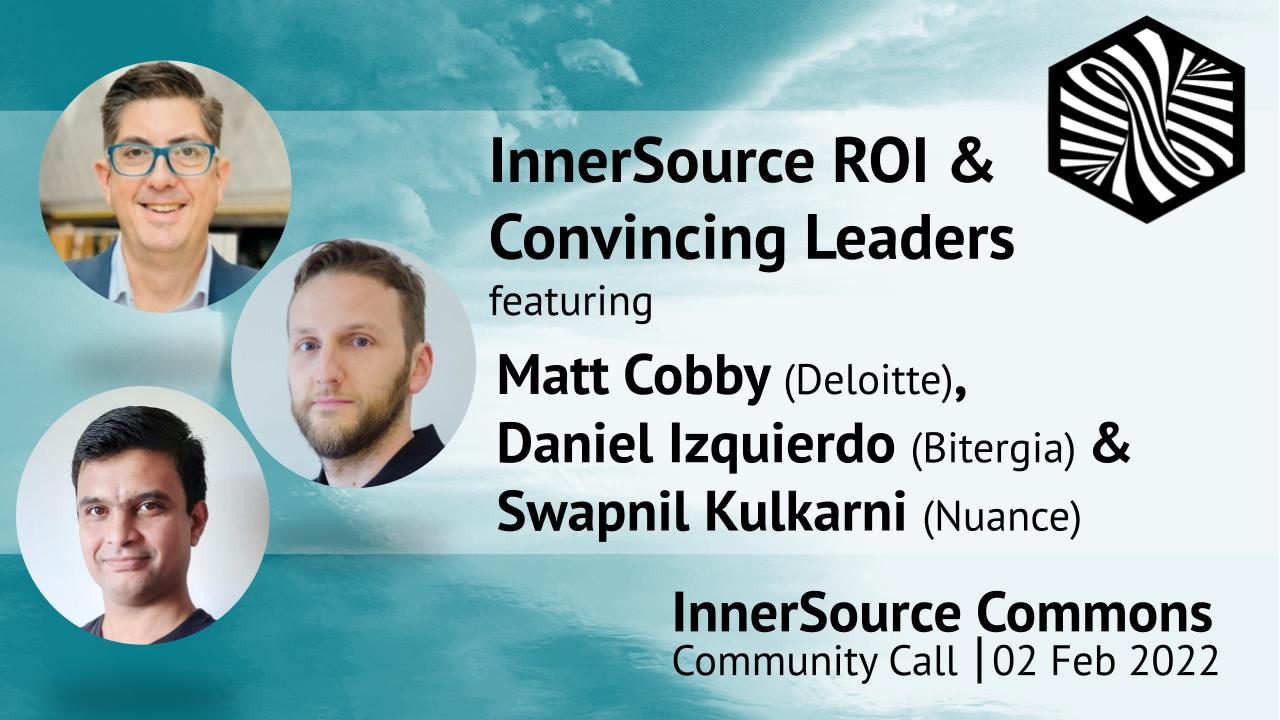 InnerSource ROI &
Convincing Leaders
featuring
Matt Cobby (Deloitte),
Daniel Izquierdo (Bitergia) &
Swapnil Kulkarni (Nuance)
InnerSource Commons
Community Call | 02 Feb 2022